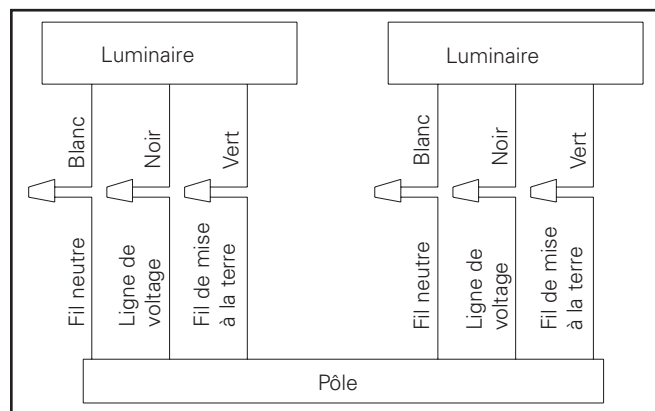 Luminaire
Luminaire
Blanc
Noir
Vert
Blanc
Noir
Vert
Fil neutre
Ligne de
voltage
Fil de mise
à la terre
Fil neutre
Ligne de
voltage
Fil de mise
à la terre
Pôle